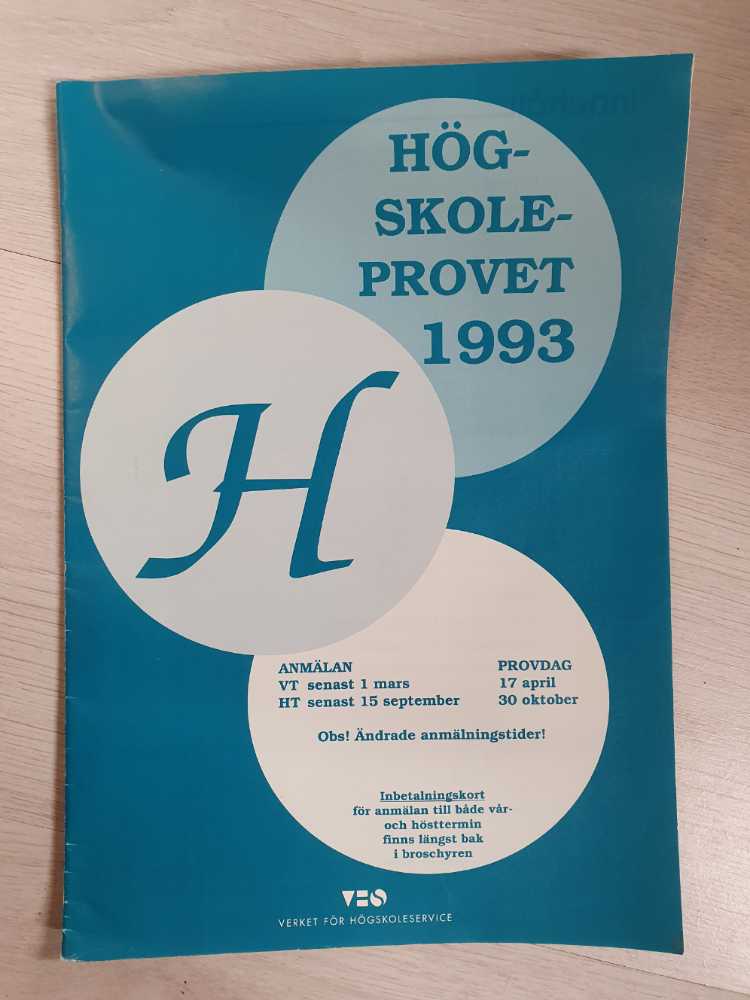 HÖG-
SKOLE-
PROVET
1993
H
ANMÄLAN PROVDAG
VT senast 1 mars 17 april
HT senast 15 september 30 oktober
Obs! Ändrade anmälningstider!
Inbetalningskort
för anmälan till både vår-
och hösttermin
finns längst bak
i broschyren
VHS
VERKET FÖR HÖGSKOLESERVICE